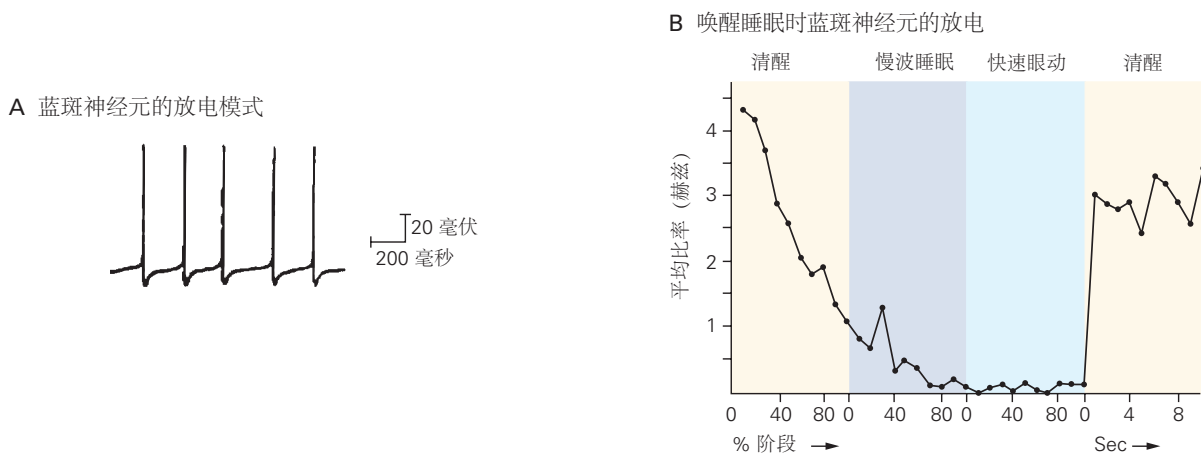 B 唤醒睡眠时蓝斑神经元的放电
清醒 慢波睡眠 快速眼动 清醒
A 蓝斑神经元的放电模式
20 毫伏
200 毫秒
平均比率（赫兹）
4
3
2
1
0 40 80 0 40 80 0 40 80 0 4 8
% 阶段 Sec